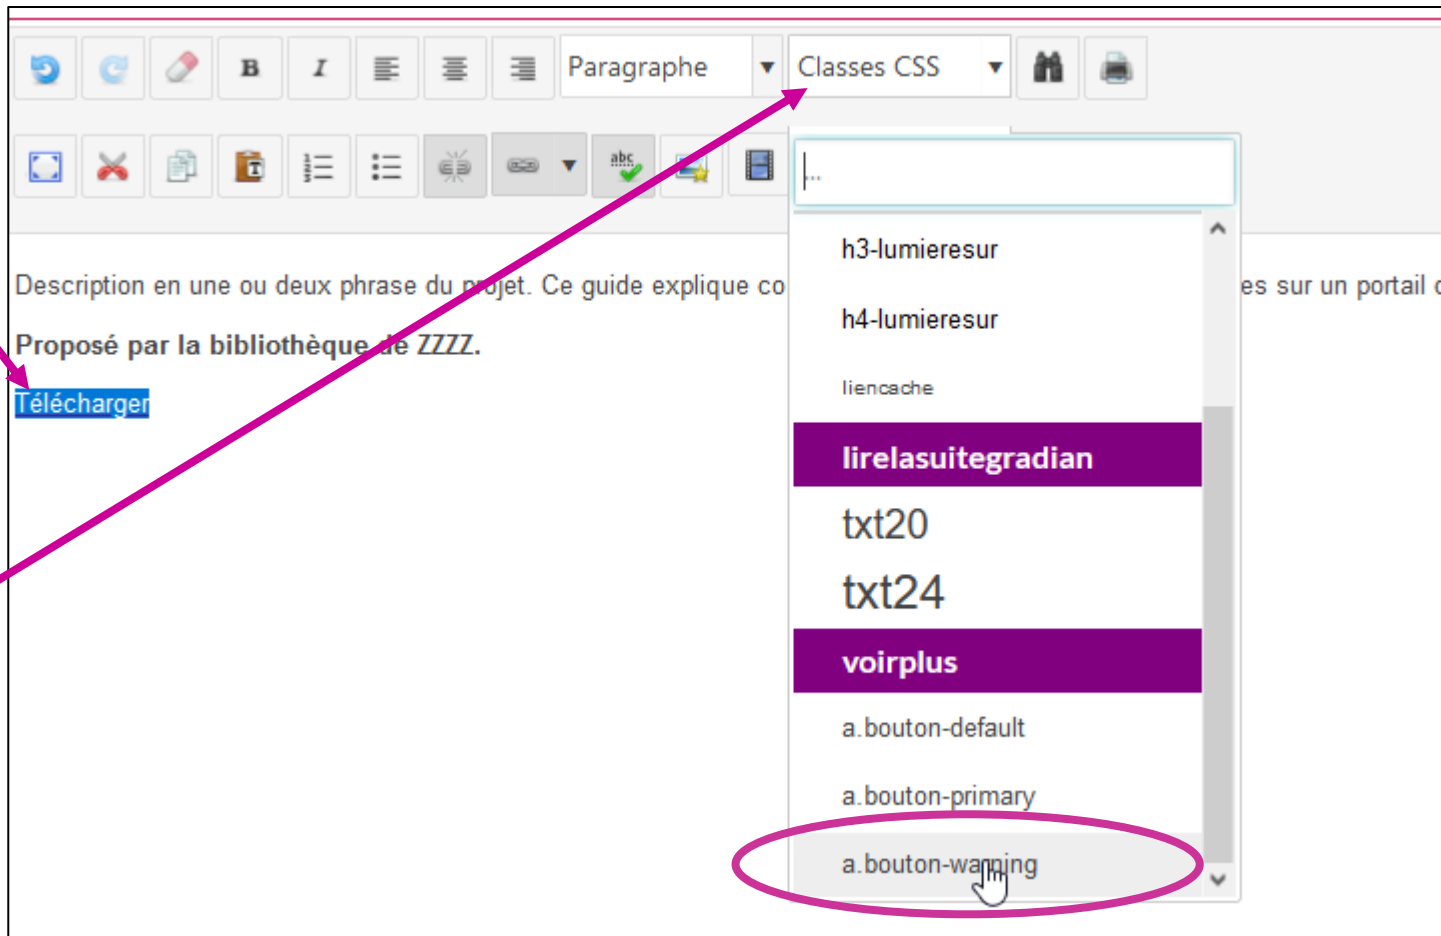 B I Paragraphe Classes CSS
abc
...
h3-lumieresur
Description en une ou deux phrase du projet. Ce guide explique co es sur un portail
h4-lumieresur
Proposé par la bibliothèque de ZZZZ.
liencache
Télécharger
lirelasuitegradian
txt20
txt24
voirplus
a.bouton-default
a.bouton-primary
a.bouton-warning